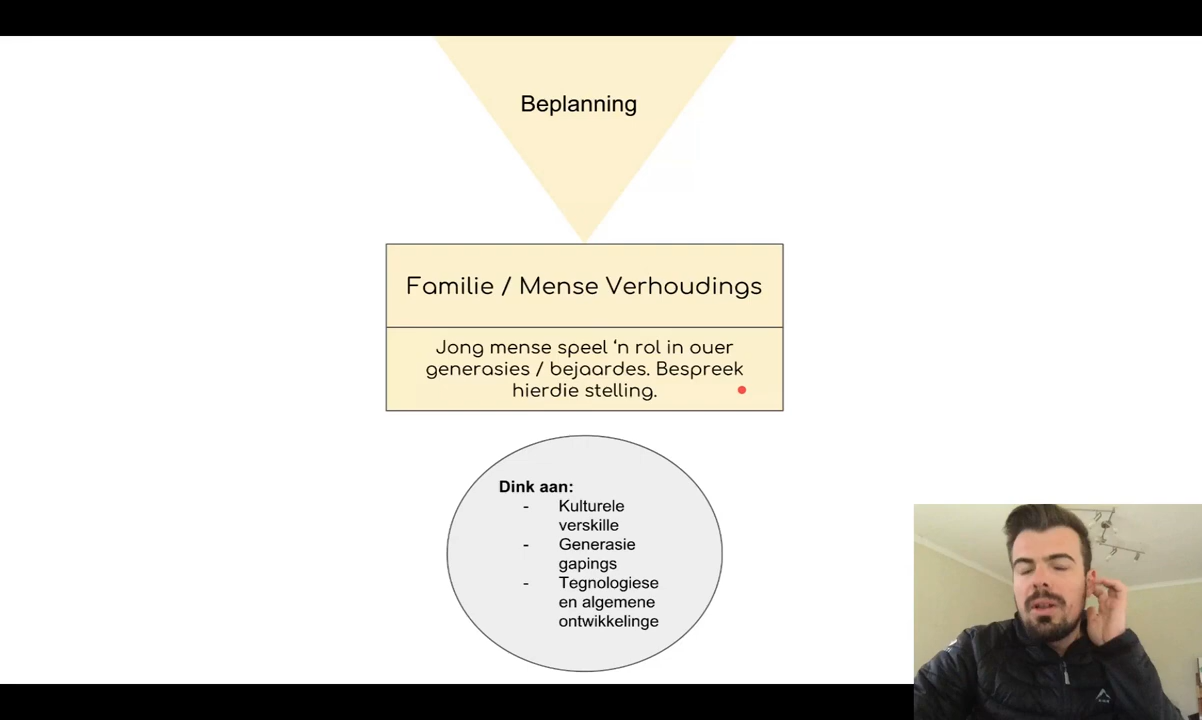 Beplanning
Familie / Mense Verhoudings
Jong mense speel ‘n rol in ouer
generasies / bejaardes. Bespreek
hierdie stelling.
Dink aan:
- Kulturele
verskille
- Generasie
gapings
- Tegnologiese
en algemene
ontwikkelinge